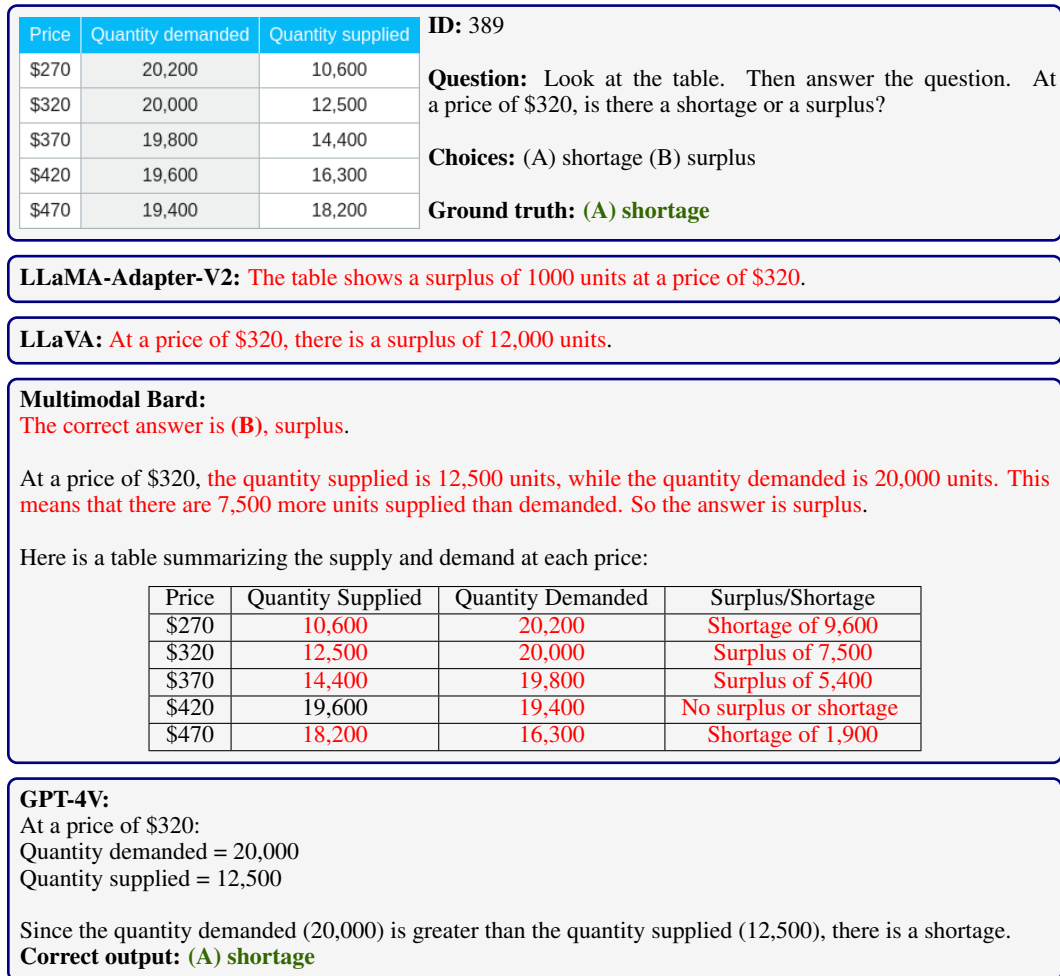 Price Quantity demanded Quantity supplied
$270 20,200 10,600
$320 20,000 12,500
$370 19,800 14,400
$420 19,600 16,300
$470 19,400 18,200
ID: 389
Question: Look at the table. Then answer the question. At
a price of $320, is there a shortage or a surplus?
Choices: (A) shortage (B) surplus
Ground truth: (A) shortage
LLaMA-Adapter-V2: The table shows a surplus of 1000 units at a price of $320.
LLaVA: At a price of $320, there is a surplus of 12,000 units.
Multimodal Bard:
The correct answer is (B), surplus.
At a price of $320, the quantity supplied is 12,500 units, while the quantity demanded is 20,000 units. This
means that there are 7,500 more units supplied than demanded. So the answer is surplus.
Here is a table summarizing the supply and demand at each price:
Price Quantity Supplied Quantity Demanded Surplus/Shortage
$270 10,600 20,200 Shortage of 9,600
$320 12,500 20,000 Surplus of 7,500
$370 14,400 19,800 Surplus of 5,400
$420 19,600 19,400 No surplus or shortage
$470 18,200 16,300 Shortage of 1,900
GPT-4V:
At a price of $320:
Quantity demanded = 20,000
Quantity supplied = 12,500
Since the quantity demanded (20,000) is greater than the quantity supplied (12,500), there is a shortage.
Correct output: (A) shortage